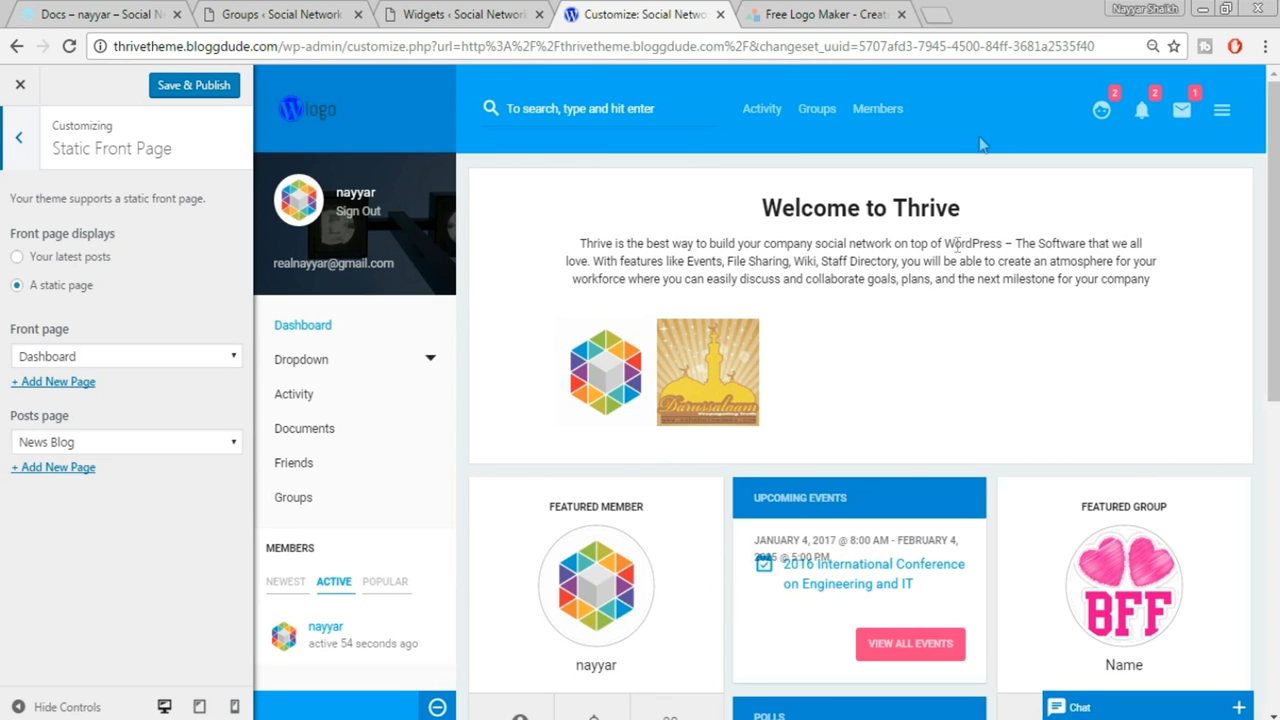 Docs – nayyar – Social N
Groups ‹ Social Network
Widgets ‹ Social Network
Customize: Social Netwo
Free Logo Maker - Create
Nayyar Shaikh
thrivetheme.bloggdude.com/wp-admin/customize.php?url=http%3A%2F%2Fthrivetheme.bloggdude.com%2F&changeset_uuid=5707afd3-7945-4500-84ff-3681a2535f40
Save & Publish
Customizing
Static Front Page
Your theme supports a static front page.
Front page displays
Your latest posts
A static page
Front page
Dashboard
+ Add New Page
Posts page
News Blog
+ Add New Page
Hide Controls
logo
To search, type and hit enter
Activity
Groups
Members
2
2
1
nayyar
Sign Out
realnayyar@gmail.com
Dashboard
Dropdown
Activity
Documents
Friends
Groups
MEMBERS
NEWEST
ACTIVE
POPULAR
nayyar
active 54 seconds ago
Welcome to Thrive
Thrive is the best way to build your company social network on top of WordPress – The Software that we all
love. With features like Events, File Sharing, Wiki, Staff Directory, you will be able to create an atmosphere for your
workforce where you can easily discuss and collaborate goals, plans, and the next milestone for your company
Darussalaam
FEATURED MEMBER
nayyar
UPCOMING EVENTS
JANUARY 4, 2017 @ 8:00 AM - FEBRUARY 4,
2025 @ 5:00 PM
2016 International Conference
on Engineering and IT
VIEW ALL EVENTS
POLLS
FEATURED GROUP
BFF
Name
Chat